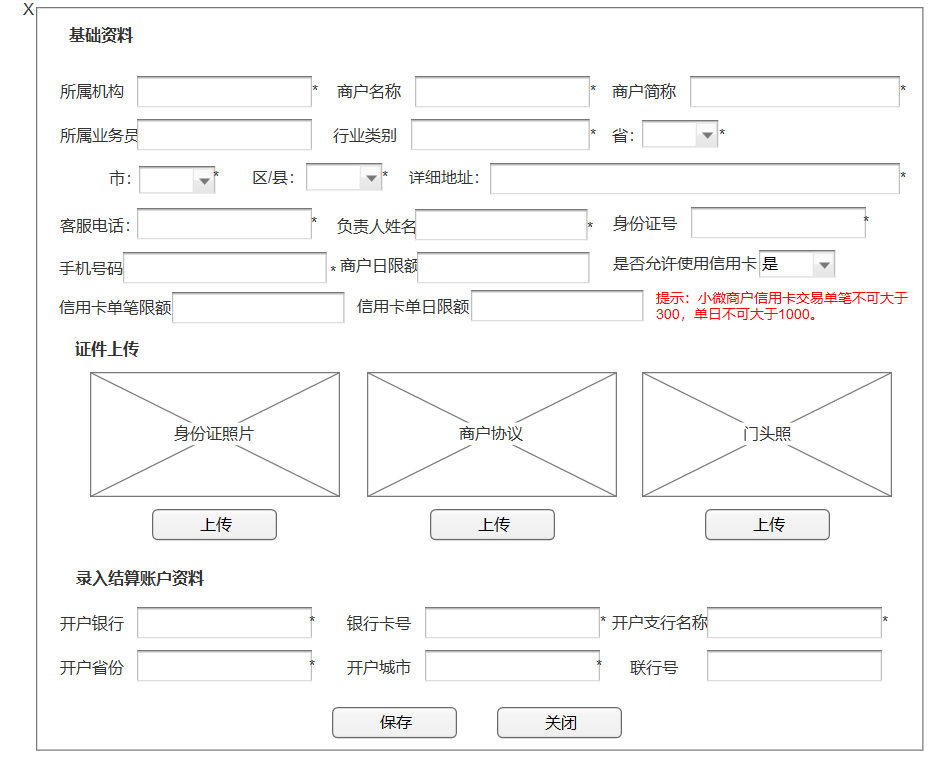 X
基础资料
所属机构 * 商户名称 * 商户简称 *
所属业务员 行业类别 * 省: *
市: * 区/县: * 详细地址: *
客服电话: * 负责人姓名 * 身份证号 *
手机号码 * 商户日限额 是否允许使用信用卡 是
信用卡单笔限额 信用卡单日限额 提示：小微商户信用卡交易单笔不可大于
300，单日不可大于1000。
证件上传
身份证照片 商户协议 门头照
上传 上传 上传
录入结算账户资料
开户银行 * 银行卡号 * 开户支行名称 *
开户省份 * 开户城市 * 联行号
保存 关闭